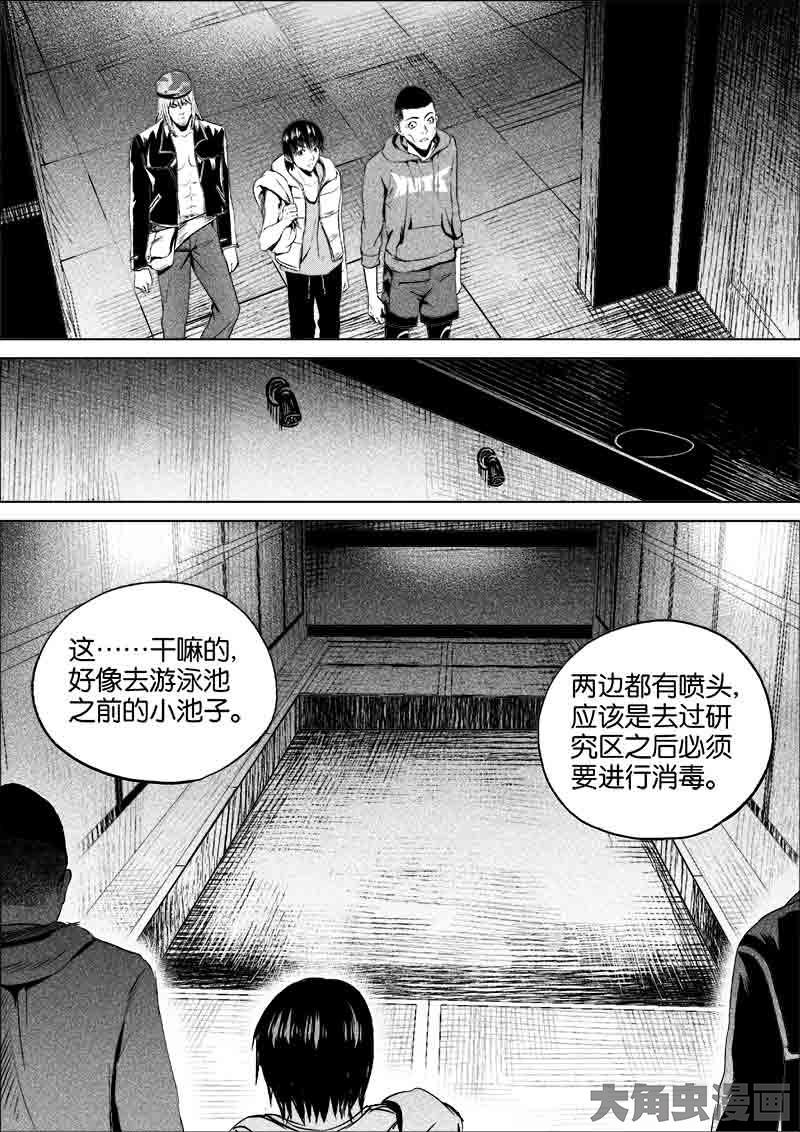 这……干嘛的,
好像去游泳池
之前的小池子。
两边都有喷头,
应该是去过研
究区之后必须
要进行消毒。
大角虫漫画